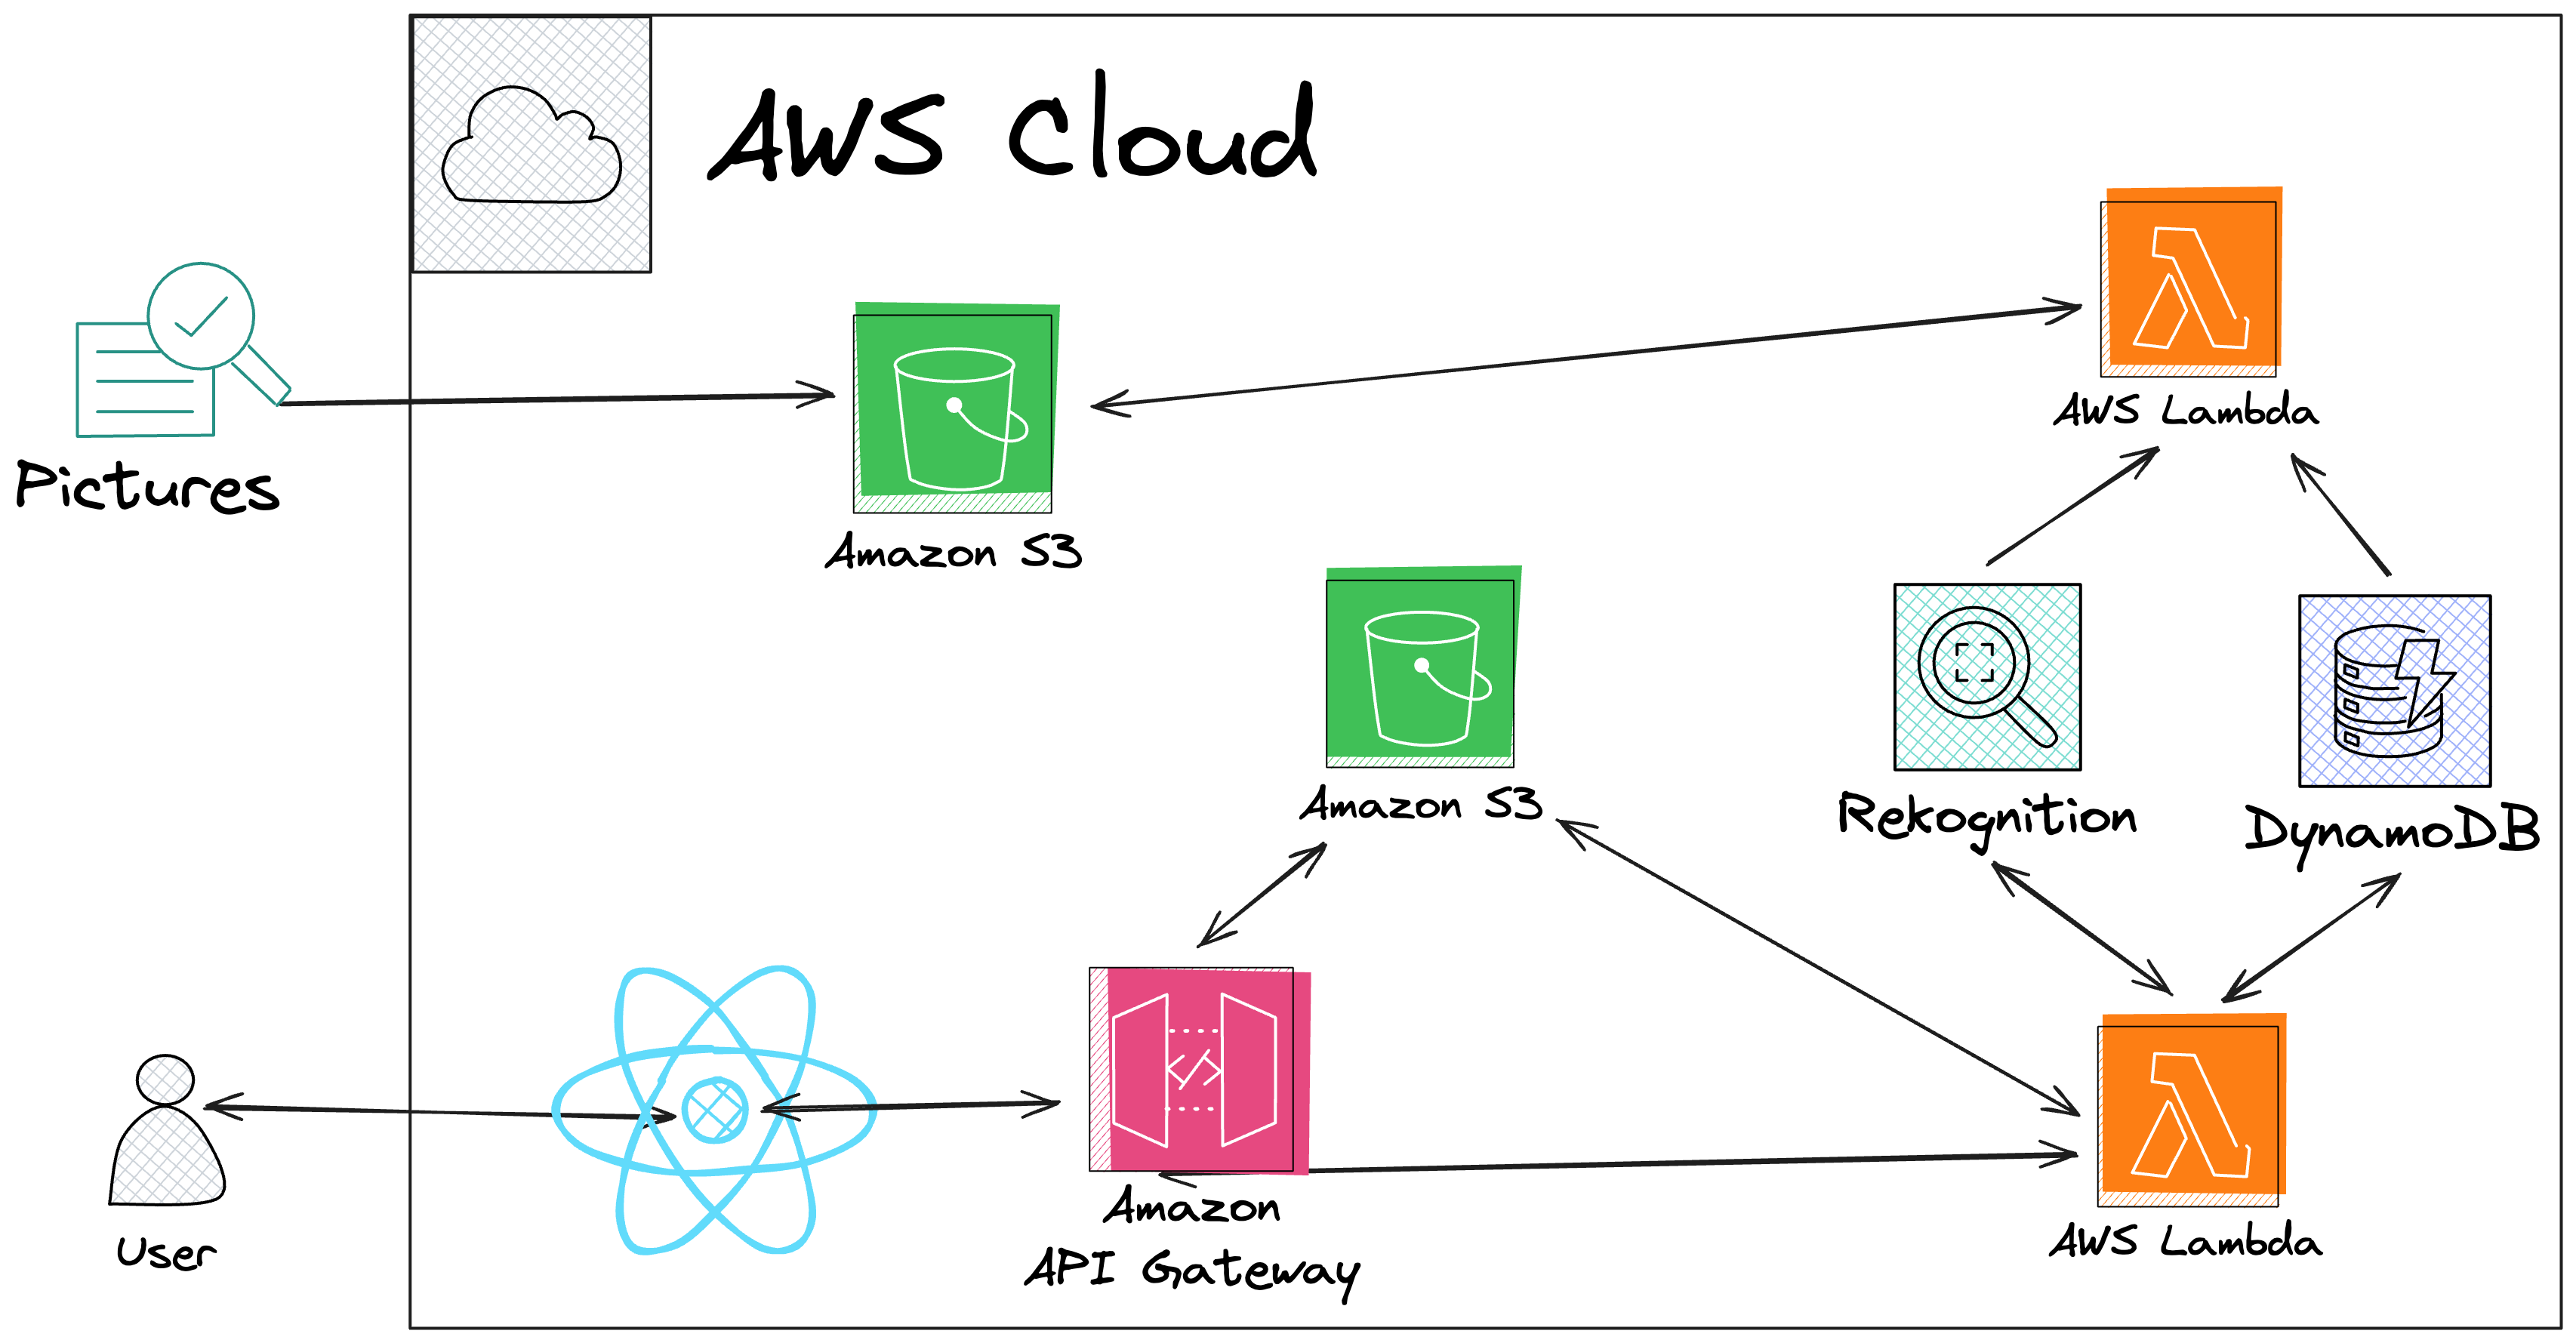 AWS Cloud
Pictures
Amazon S3
AWS Lambda
Amazon S3
Rekognition
DynamoDB
User
Amazon
API Gateway
AWS Lambda